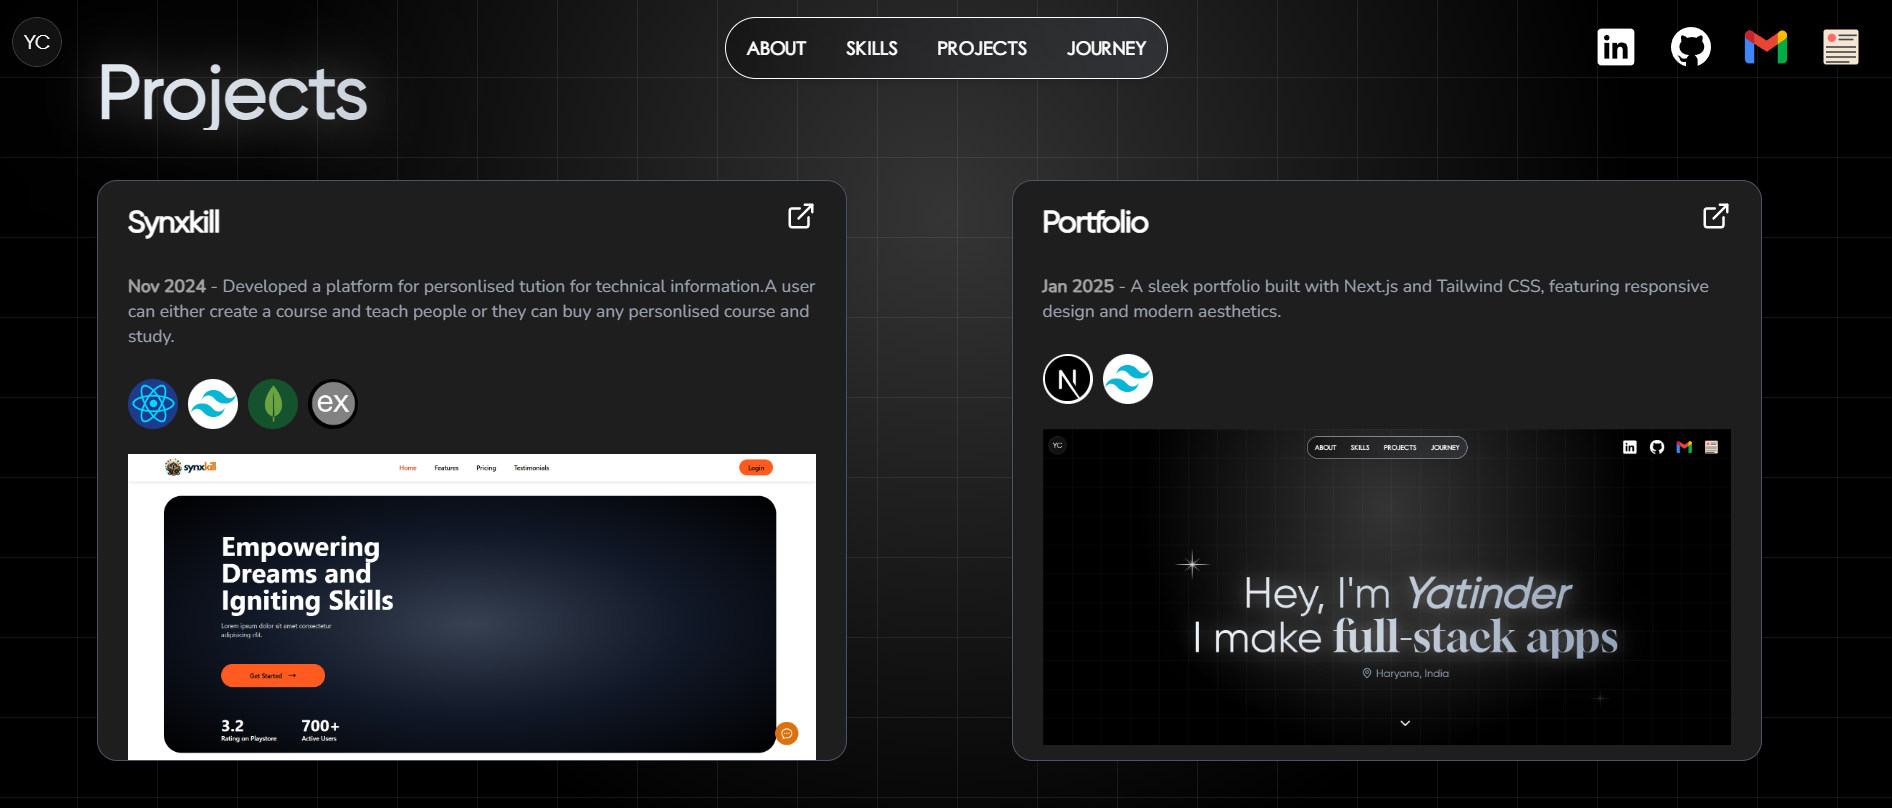 YC
ABOUT SKILLS PROJECTS JOURNEY
in
Projects
Synxkill
Nov 2024 - Developed a platform for personlised tution for technical information.A user
can either create a course and teach people or they can buy any personlised course and
study.
ex
synxkill
Home Features Pricing Testimonials
Login
Empowering
Dreams and
Igniting Skills
Lorem ipsum dolor sit amet consectetur
adipisicing elit.
Get Started →
3.2 700+
Rating on Playstore Active Users
Portfolio
Jan 2025 - A sleek portfolio built with Next.js and Tailwind CSS, featuring responsive
design and modern aesthetics.
N
YC
ABOUT SKILLS PROJECTS JOURNEY
in
Hey, I'm Yatinder
I make full-stack apps
Haryana, India